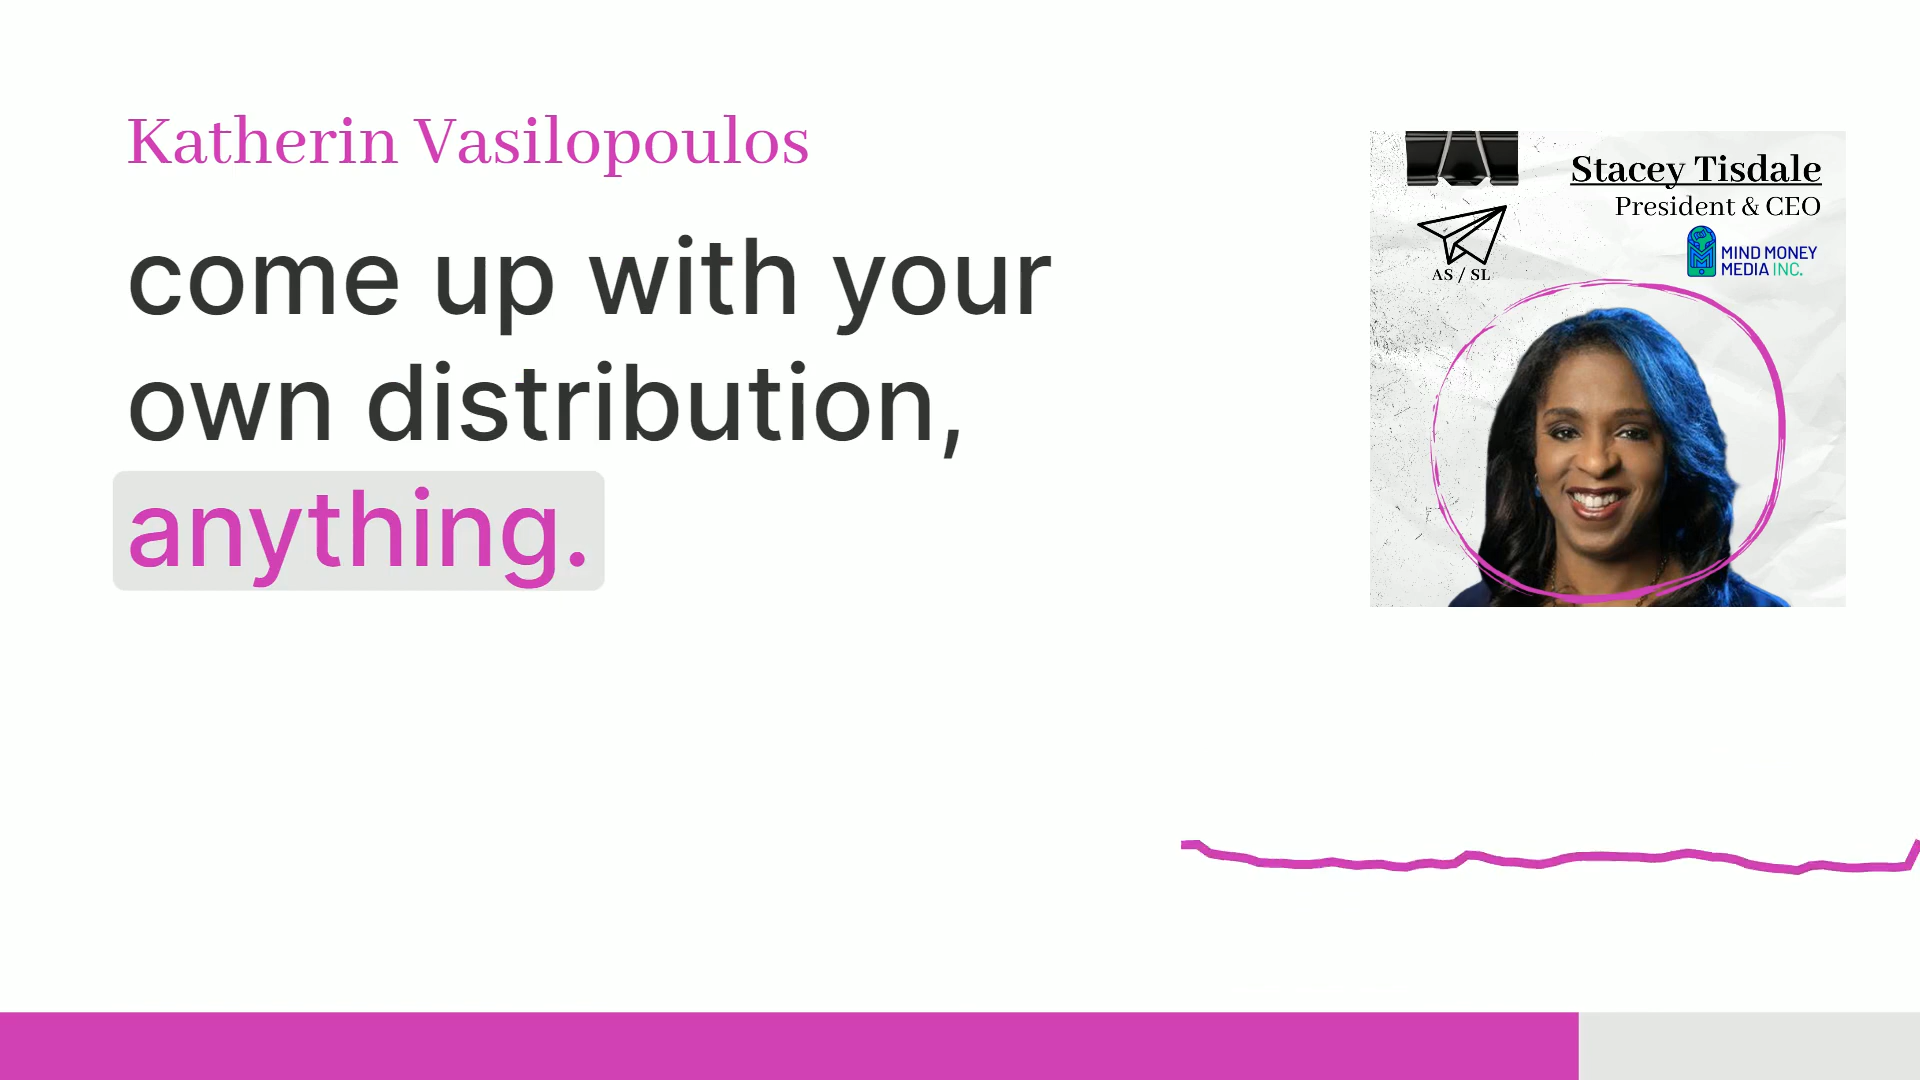 Katherin Vasilopoulos
come up with your
own distribution,
anything.
Stacey Tisdale
President & CEO
MIND MONEY
MEDIA INC.
AS / SL